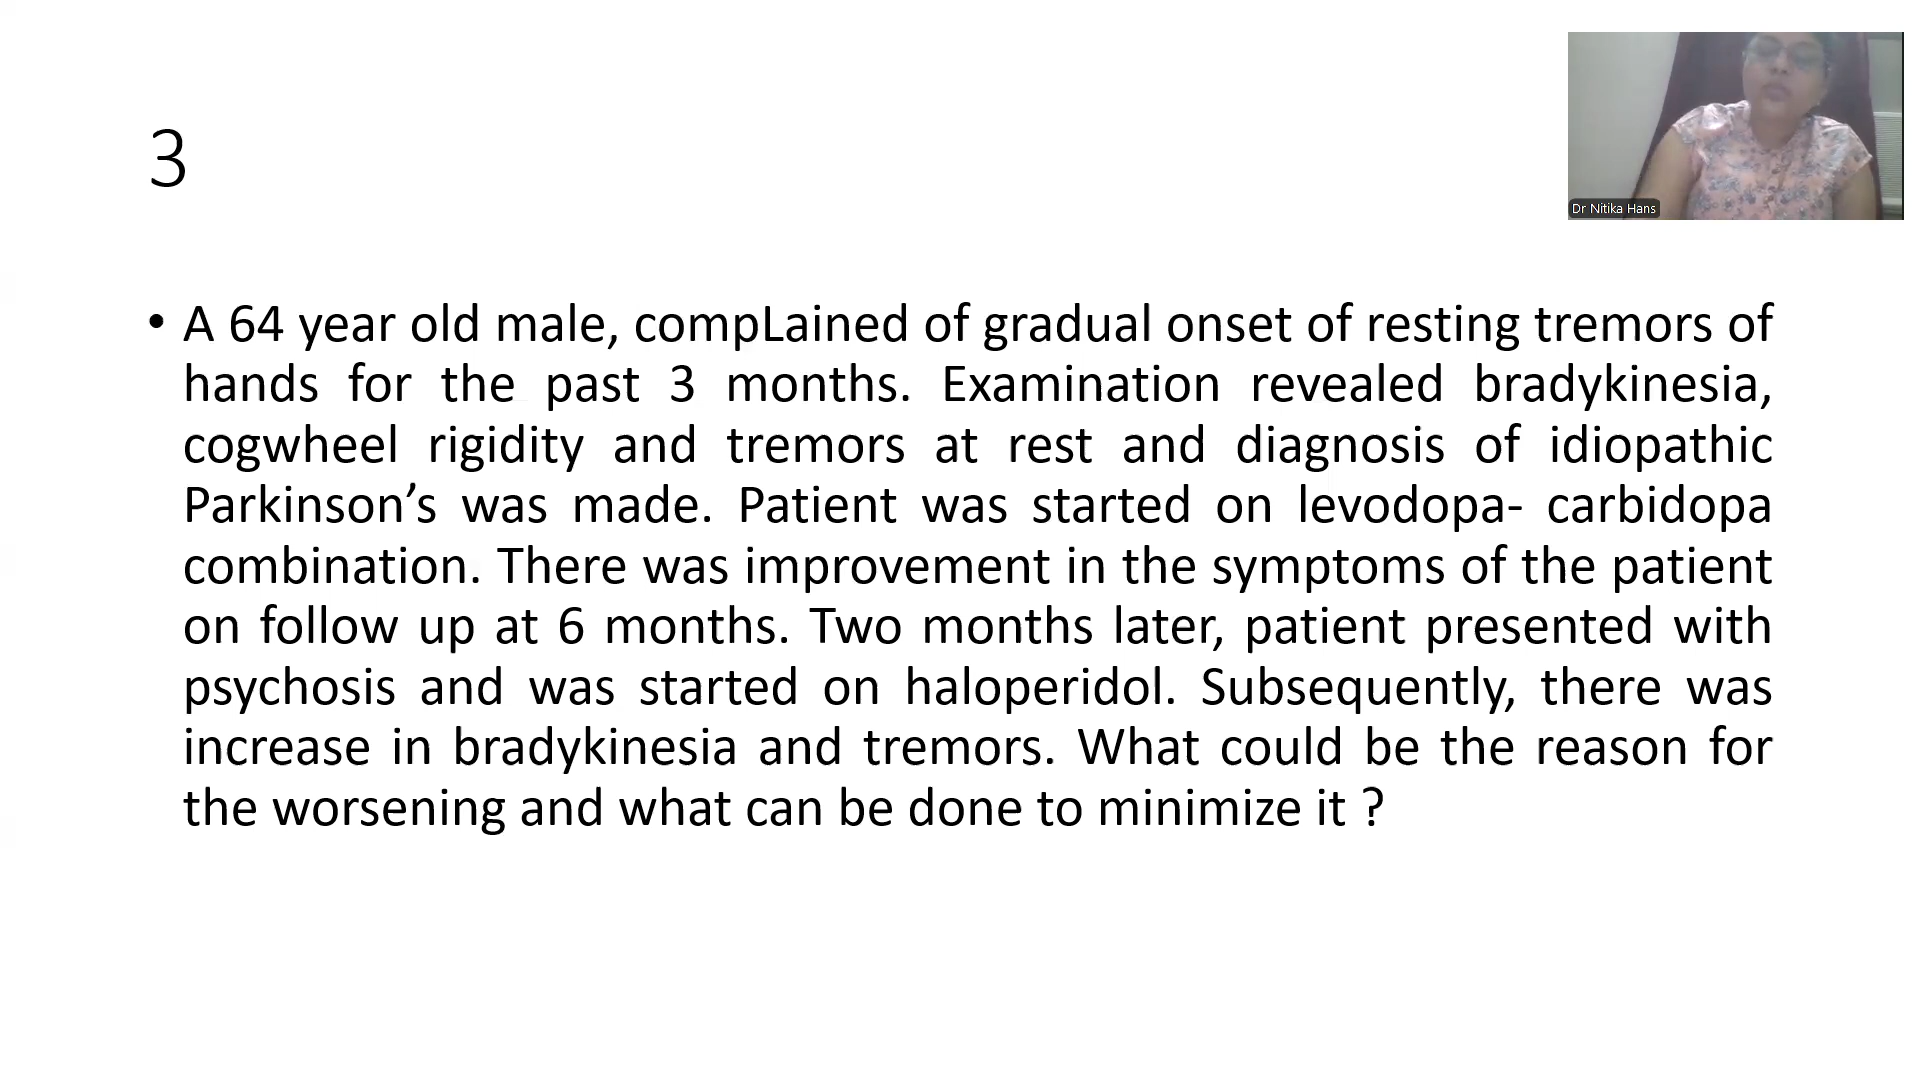 3
Dr Nitika Hans
• A 64 year old male, compLained of gradual onset of resting tremors of
hands for the past 3 months. Examination revealed bradykinesia,
cogwheel rigidity and tremors at rest and diagnosis of idiopathic
Parkinson’s was made. Patient was started on levodopa- carbidopa
combination. There was improvement in the symptoms of the patient
on follow up at 6 months. Two months later, patient presented with
psychosis and was started on haloperidol. Subsequently, there was
increase in bradykinesia and tremors. What could be the reason for
the worsening and what can be done to minimize it ?